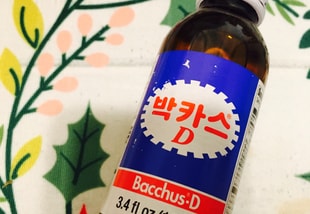 박카스
D
Bacchus-D
3.4 fl oz